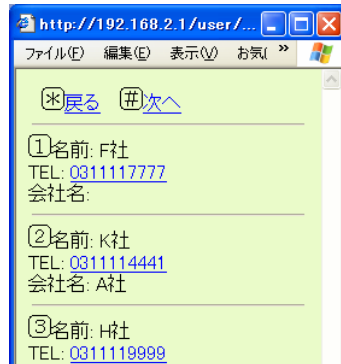 http://192.168.2.1/user/...
ファイル(F) 編集(E) 表示(V) お気( »
*戻る #次へ
1名前: F社
TEL: 0311117777
会社名:
2名前: K社
TEL: 0311114441
会社名: A社
3名前: H社
TEL: 0311119999